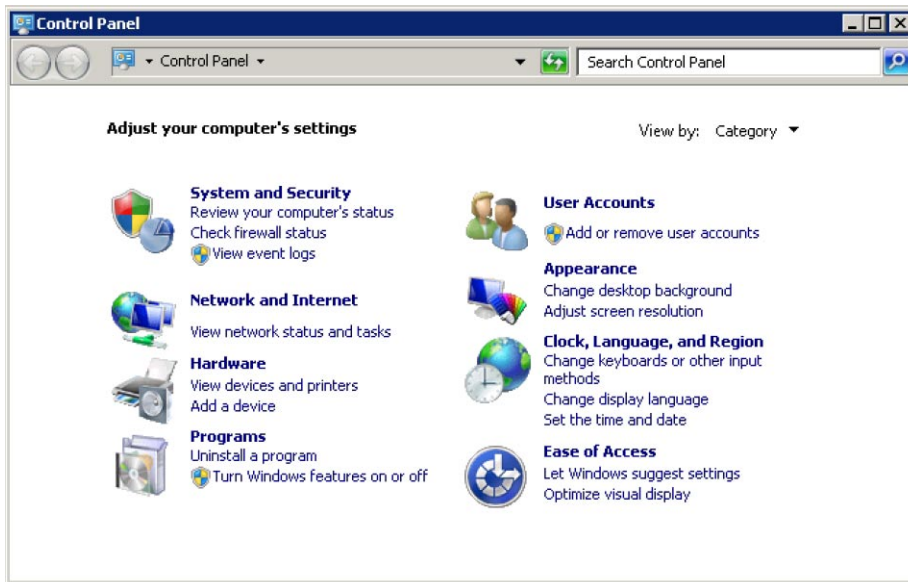 Control Panel
Control Panel
Search Control Panel
Adjust your computer's settings
View by: Category
System and Security
Review your computer's status
Check firewall status
View event logs
Network and Internet
View network status and tasks
Hardware
View devices and printers
Add a device
Programs
Uninstall a program
Turn Windows features on or off
User Accounts
Add or remove user accounts
Appearance
Change desktop background
Adjust screen resolution
Clock, Language, and Region
Change keyboards or other input
methods
Change display language
Set the time and date
Ease of Access
Let Windows suggest settings
Optimize visual display